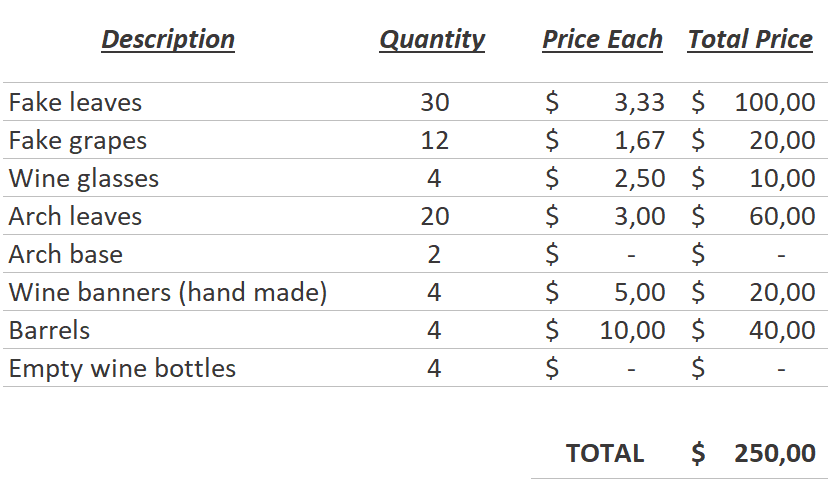 Description Quantity Price Each Total Price
Fake leaves 30 $ 3,33 $ 100,00
Fake grapes 12 $ 1,67 $ 20,00
Wine glasses 4 $ 2,50 $ 10,00
Arch leaves 20 $ 3,00 $ 60,00
Arch base 2 $ - $ -
Wine banners (hand made) 4 $ 5,00 $ 20,00
Barrels 4 $ 10,00 $ 40,00
Empty wine bottles 4 $ - $ -
TOTAL $ 250,00